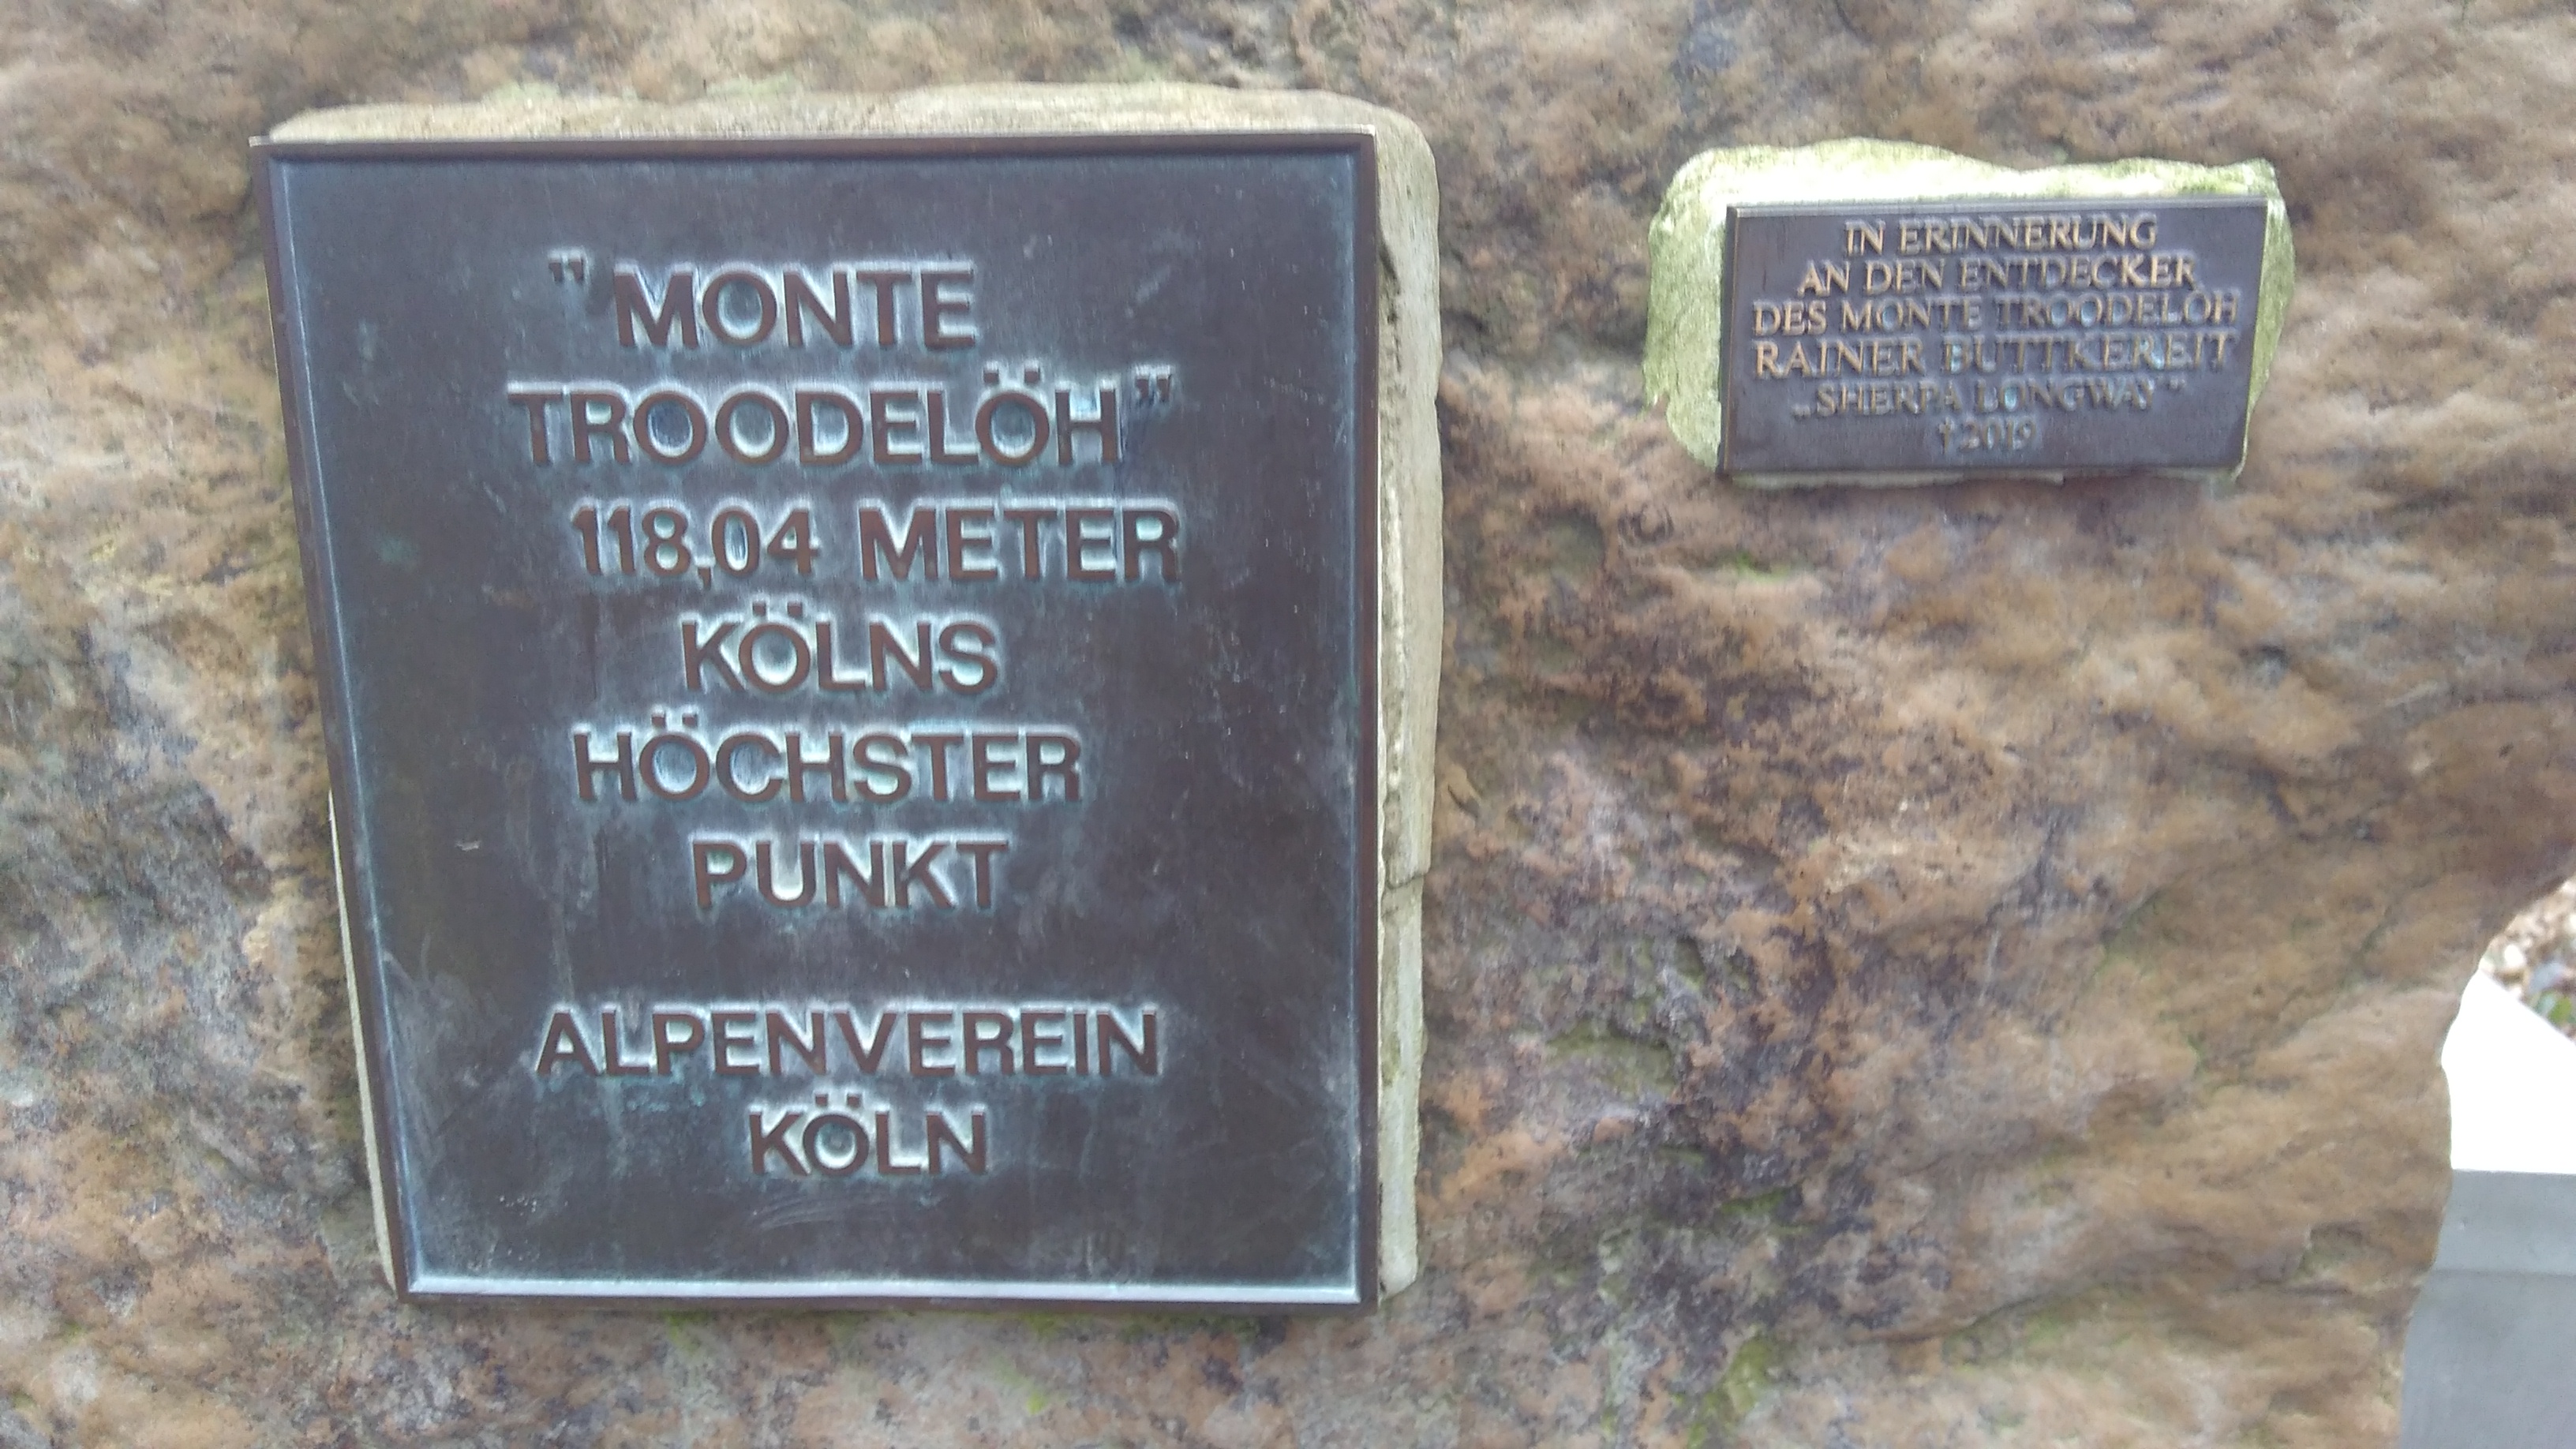 "MONTE
TROODELÖH"
118,04 METER
KÖLNS
HÖCHSTER
PUNKT
ALPENVEREIN
KÖLN
IN ERINNERUNG
AN DEN ENTDECKER
DES MONTE TROODELÖH
RAINER BUTTKEREIT
„SHERPA LONGWAY"
† 2019